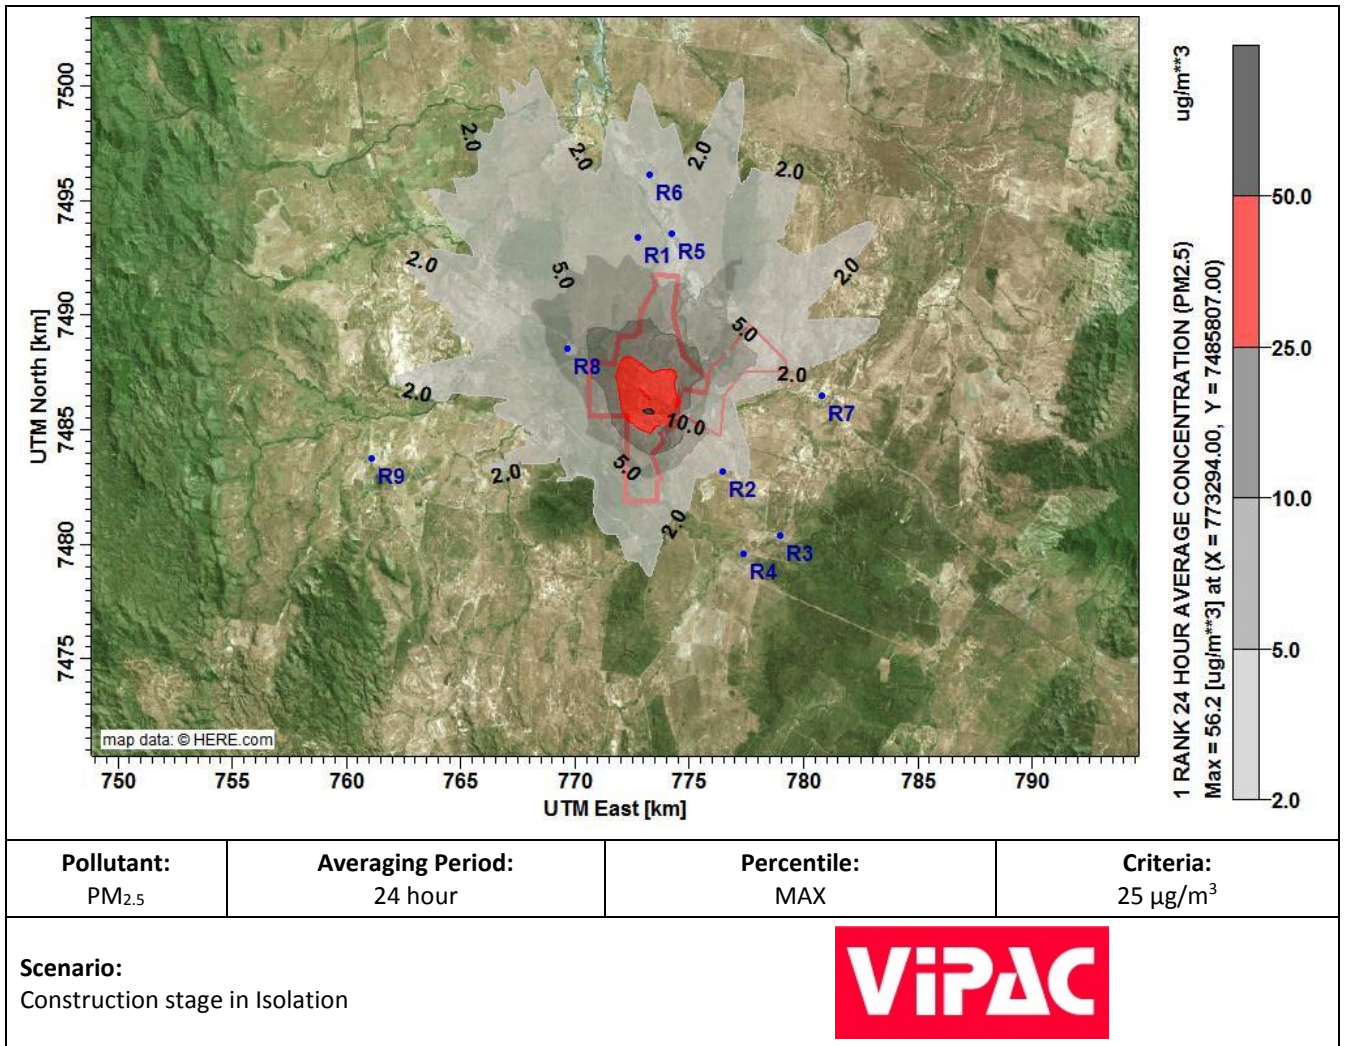 7500
7495
7490
7485
7480
7475
UTM North [km]
750
755
760
765
770
775
780
785
790
UTM East [km]
2.0
2.0
2.0
2.0
2.0
2.0
2.0
2.0
2.0
2.0
2.0
5.0
5.0
5.0
10.0
R6
R1
R5
R8
R7
R9
R2
R3
R4
map data: © HERE.com
1 RANK 24 HOUR AVERAGE CONCENTRATION (PM2.5) ug/m**3
Max = 56.2 [ug/m**3] at (X = 773294.00, Y = 7485807.00)
50.0
25.0
10.0
5.0
2.0
Pollutant:
PM2.5
Averaging Period:
24 hour
Percentile:
MAX
Criteria:
25 µg/m³
Scenario:
Construction stage in Isolation
ViPAC